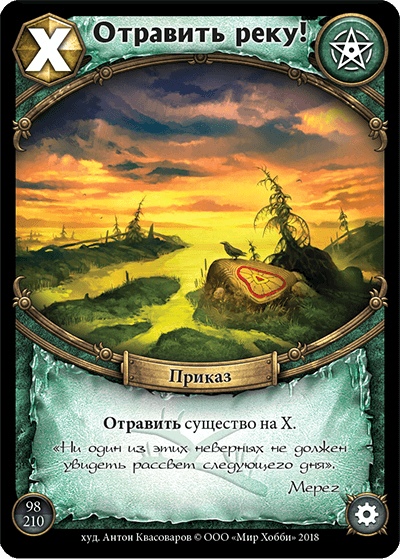 X
Отравить реку!
Приказ
Отравить существо на X.
«Ни один из этих неверных не должен
увидеть рассвет следующего дня».
Мерег
98
210
худ. Антон Квасоваров © ООО «Мир Хобби» 2018